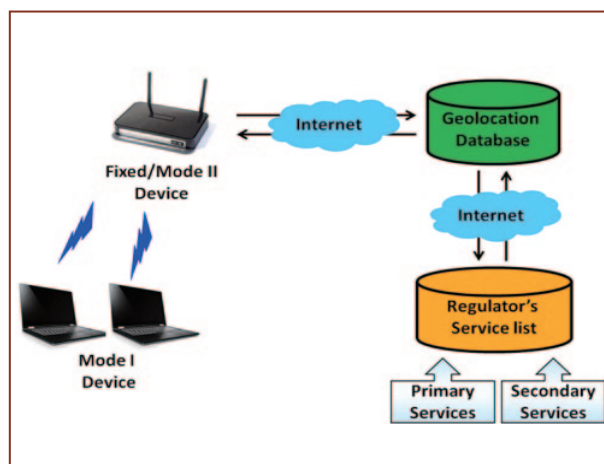 Internet
Geolocation
Database
Fixed/Mode II
Device
Internet
Regulator's
Service list
Mode I
Device
Primary
Services
Secondary
Services